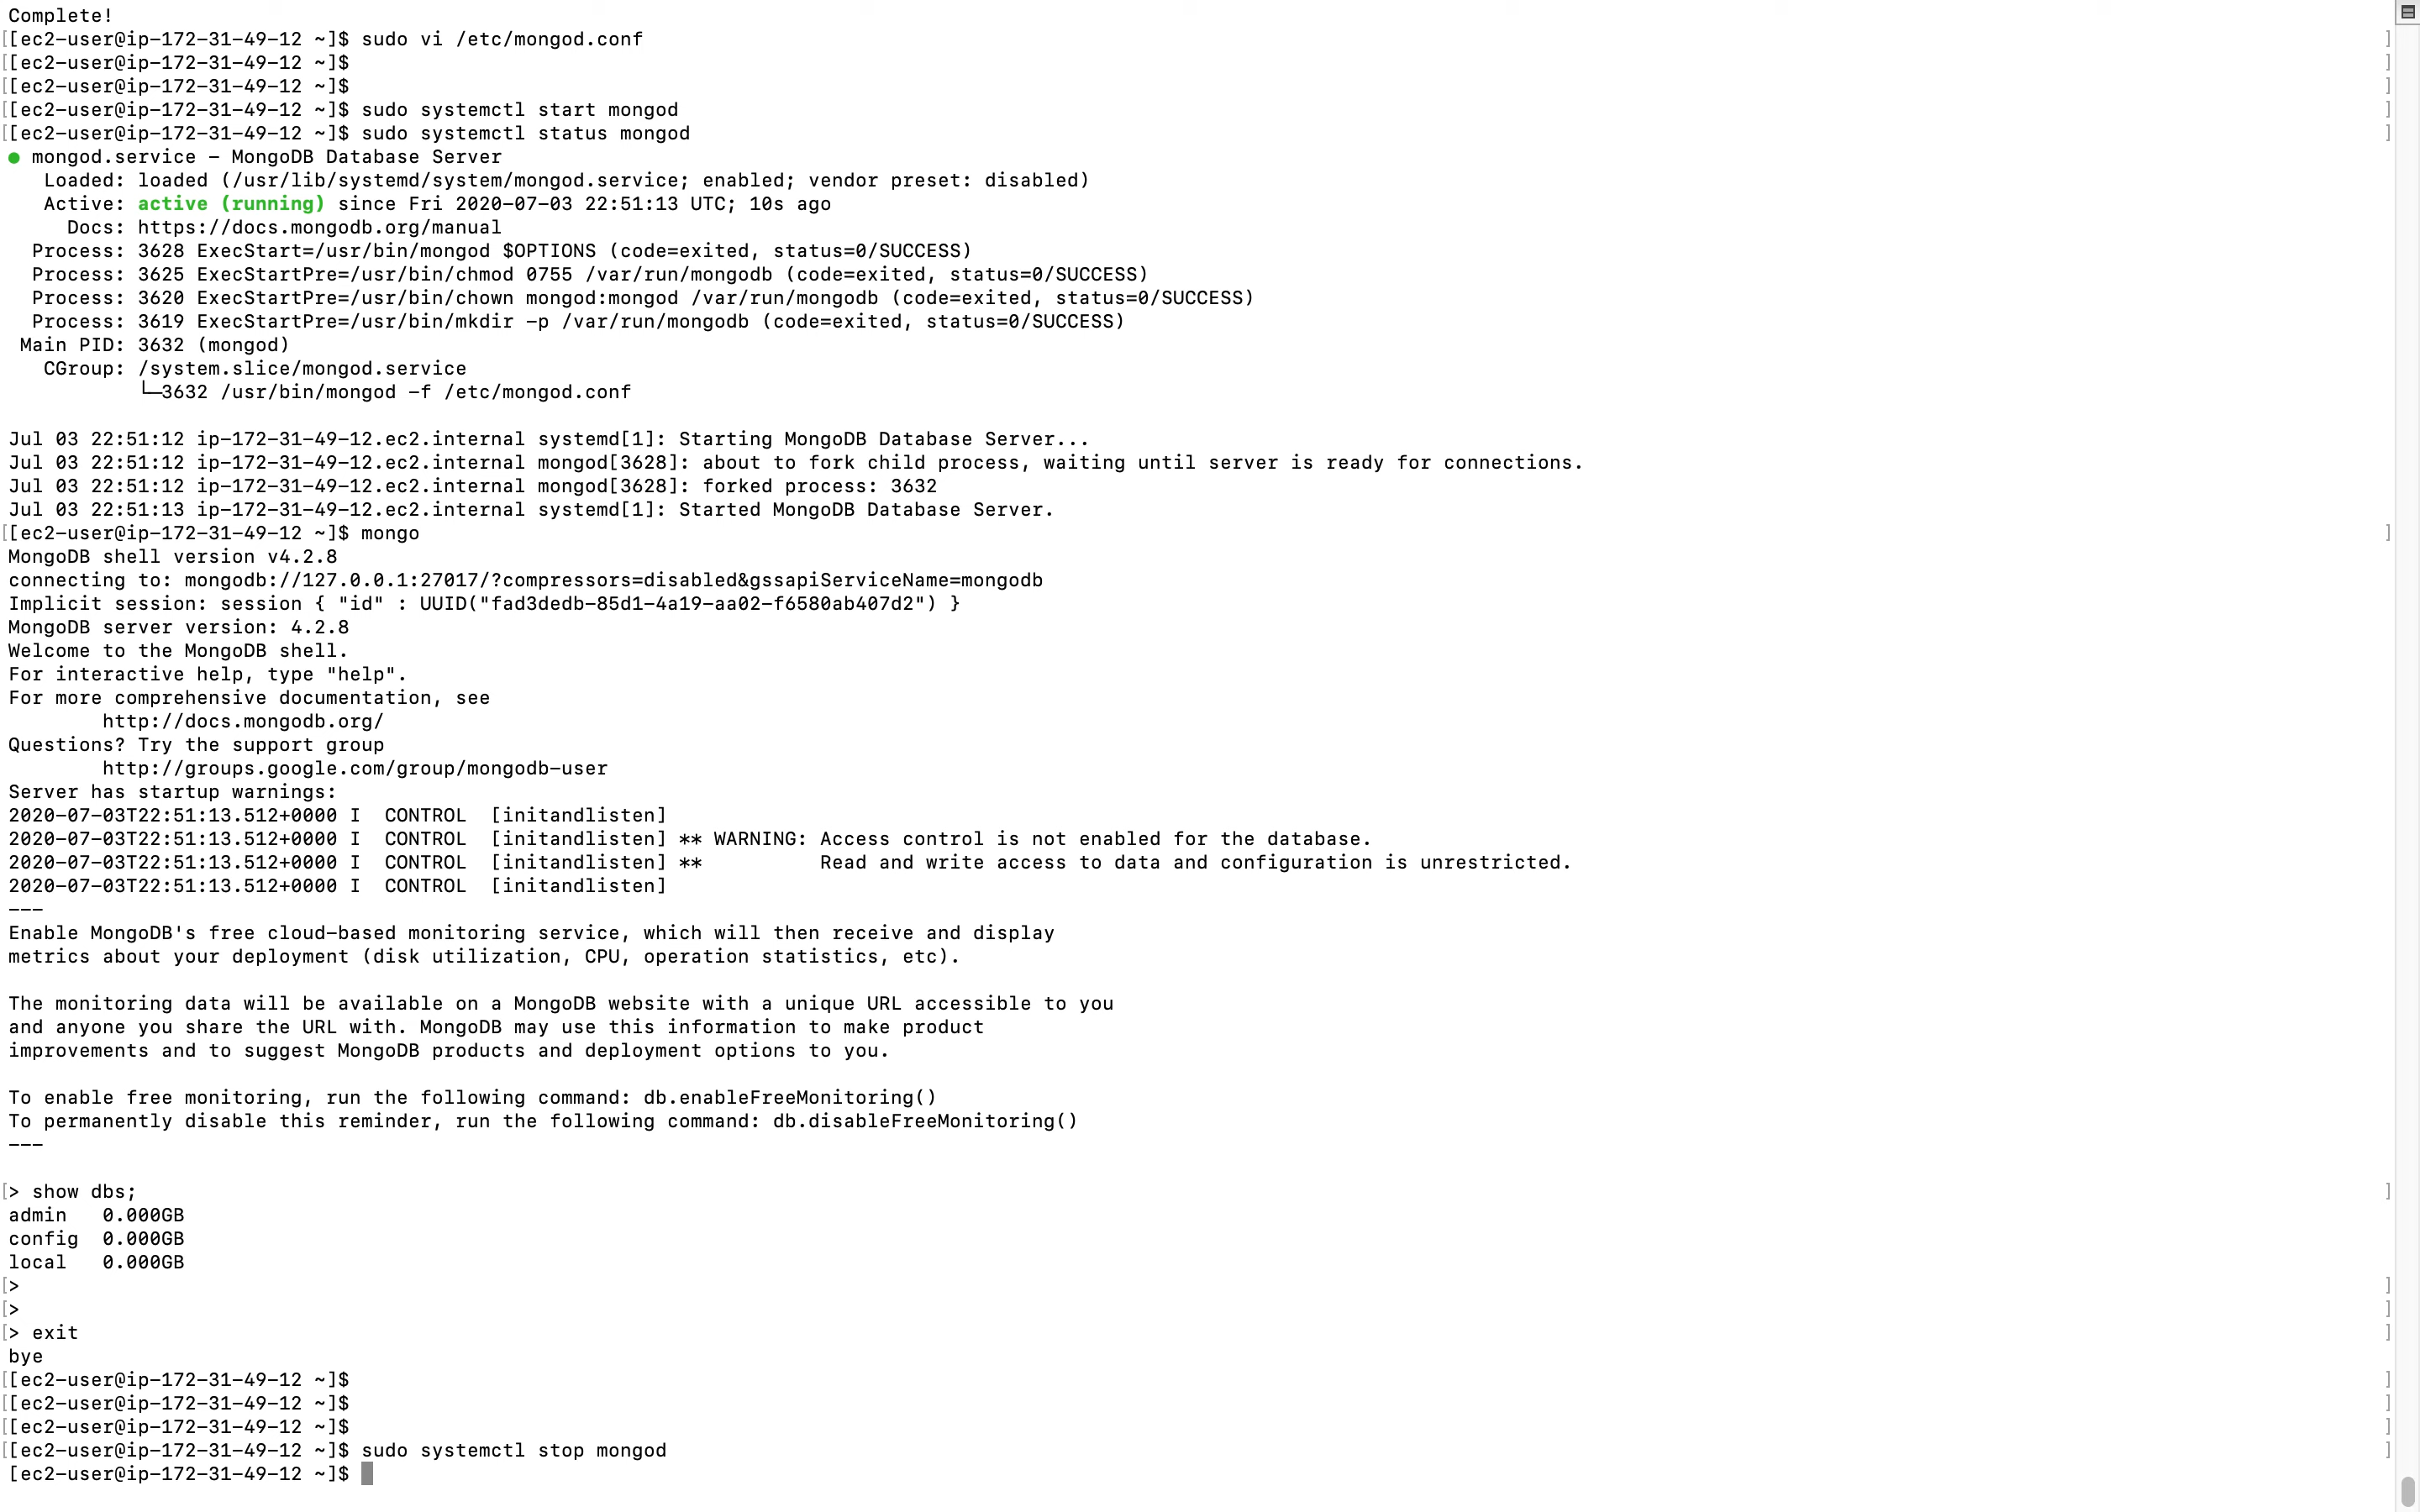 Complete!
[[ec2-user@ip-172-31-49-12 ~]$ sudo vi /etc/mongod.conf ]
[[ec2-user@ip-172-31-49-12 ~]$ ]
[[ec2-user@ip-172-31-49-12 ~]$ ]
[[ec2-user@ip-172-31-49-12 ~]$ sudo systemctl start mongod ]
[[ec2-user@ip-172-31-49-12 ~]$ sudo systemctl status mongod ]
● mongod.service - MongoDB Database Server
   Loaded: loaded (/usr/lib/systemd/system/mongod.service; enabled; vendor preset: disabled)
   Active: active (running) since Fri 2020-07-03 22:51:13 UTC; 10s ago
     Docs: https://docs.mongodb.org/manual
  Process: 3628 ExecStart=/usr/bin/mongod $OPTIONS (code=exited, status=0/SUCCESS)
  Process: 3625 ExecStartPre=/usr/bin/chmod 0755 /var/run/mongodb (code=exited, status=0/SUCCESS)
  Process: 3620 ExecStartPre=/usr/bin/chown mongod:mongod /var/run/mongodb (code=exited, status=0/SUCCESS)
  Process: 3619 ExecStartPre=/usr/bin/mkdir -p /var/run/mongodb (code=exited, status=0/SUCCESS)
 Main PID: 3632 (mongod)
   CGroup: /system.slice/mongod.service
           └─3632 /usr/bin/mongod -f /etc/mongod.conf

Jul 03 22:51:12 ip-172-31-49-12.ec2.internal systemd[1]: Starting MongoDB Database Server...
Jul 03 22:51:12 ip-172-31-49-12.ec2.internal mongod[3628]: about to fork child process, waiting until server is ready for connections.
Jul 03 22:51:12 ip-172-31-49-12.ec2.internal mongod[3628]: forked process: 3632
Jul 03 22:51:13 ip-172-31-49-12.ec2.internal systemd[1]: Started MongoDB Database Server.
[[ec2-user@ip-172-31-49-12 ~]$ mongo ]
MongoDB shell version v4.2.8
connecting to: mongodb://127.0.0.1:27017/?compressors=disabled&gssapiServiceName=mongodb
Implicit session: session { "id" : UUID("fad3dedb-85d1-4a19-aa02-f6580ab407d2") }
MongoDB server version: 4.2.8
Welcome to the MongoDB shell.
For interactive help, type "help".
For more comprehensive documentation, see
        http://docs.mongodb.org/
Questions? Try the support group
        http://groups.google.com/group/mongodb-user
Server has startup warnings:
2020-07-03T22:51:13.512+0000 I  CONTROL  [initandlisten]
2020-07-03T22:51:13.512+0000 I  CONTROL  [initandlisten] ** WARNING: Access control is not enabled for the database.
2020-07-03T22:51:13.512+0000 I  CONTROL  [initandlisten] **          Read and write access to data and configuration is unrestricted.
2020-07-03T22:51:13.512+0000 I  CONTROL  [initandlisten]
---
Enable MongoDB's free cloud-based monitoring service, which will then receive and display
metrics about your deployment (disk utilization, CPU, operation statistics, etc).

The monitoring data will be available on a MongoDB website with a unique URL accessible to you
and anyone you share the URL with. MongoDB may use this information to make product
improvements and to suggest MongoDB products and deployment options to you.

To enable free monitoring, run the following command: db.enableFreeMonitoring()
To permanently disable this reminder, run the following command: db.disableFreeMonitoring()
---

[> show dbs; ]
admin   0.000GB
config  0.000GB
local   0.000GB
[> ]
[> ]
[> exit ]
bye
[[ec2-user@ip-172-31-49-12 ~]$ ]
[[ec2-user@ip-172-31-49-12 ~]$ ]
[[ec2-user@ip-172-31-49-12 ~]$ ]
[[ec2-user@ip-172-31-49-12 ~]$ sudo systemctl stop mongod ]
[ec2-user@ip-172-31-49-12 ~]$